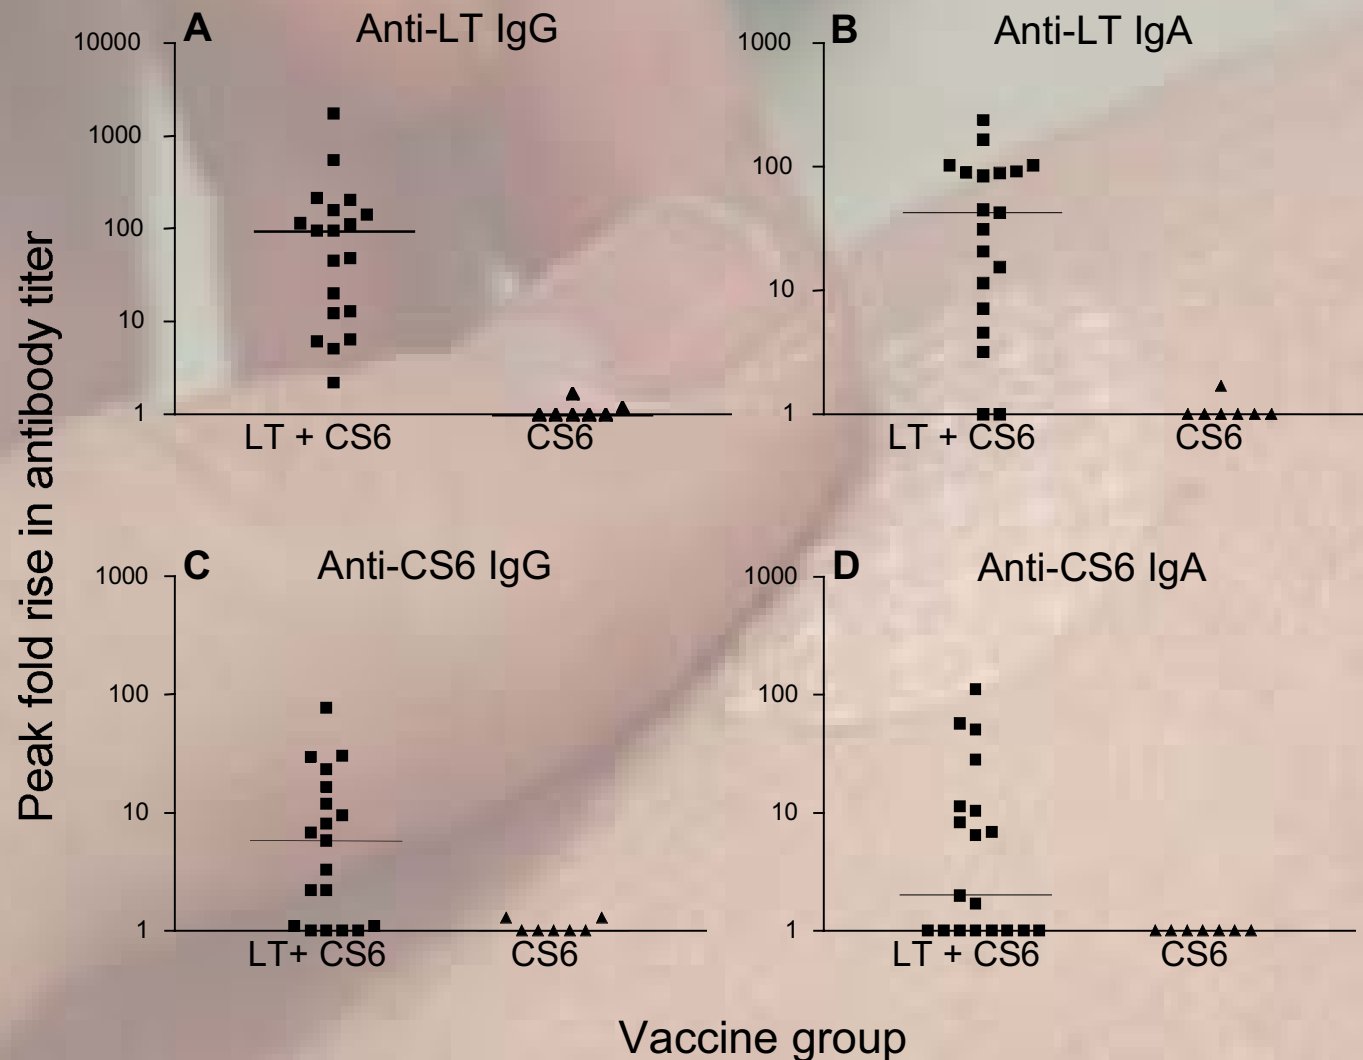 Peak fold rise in antibody titer
A Anti-LT IgG
10000
1000
100
10
1
LT + CS6 CS6
B Anti-LT IgA
1000
100
10
1
LT + CS6 CS6
C Anti-CS6 IgG
1000
100
10
1
LT+ CS6 CS6
D Anti-CS6 IgA
1000
100
10
1
LT + CS6 CS6
Vaccine group